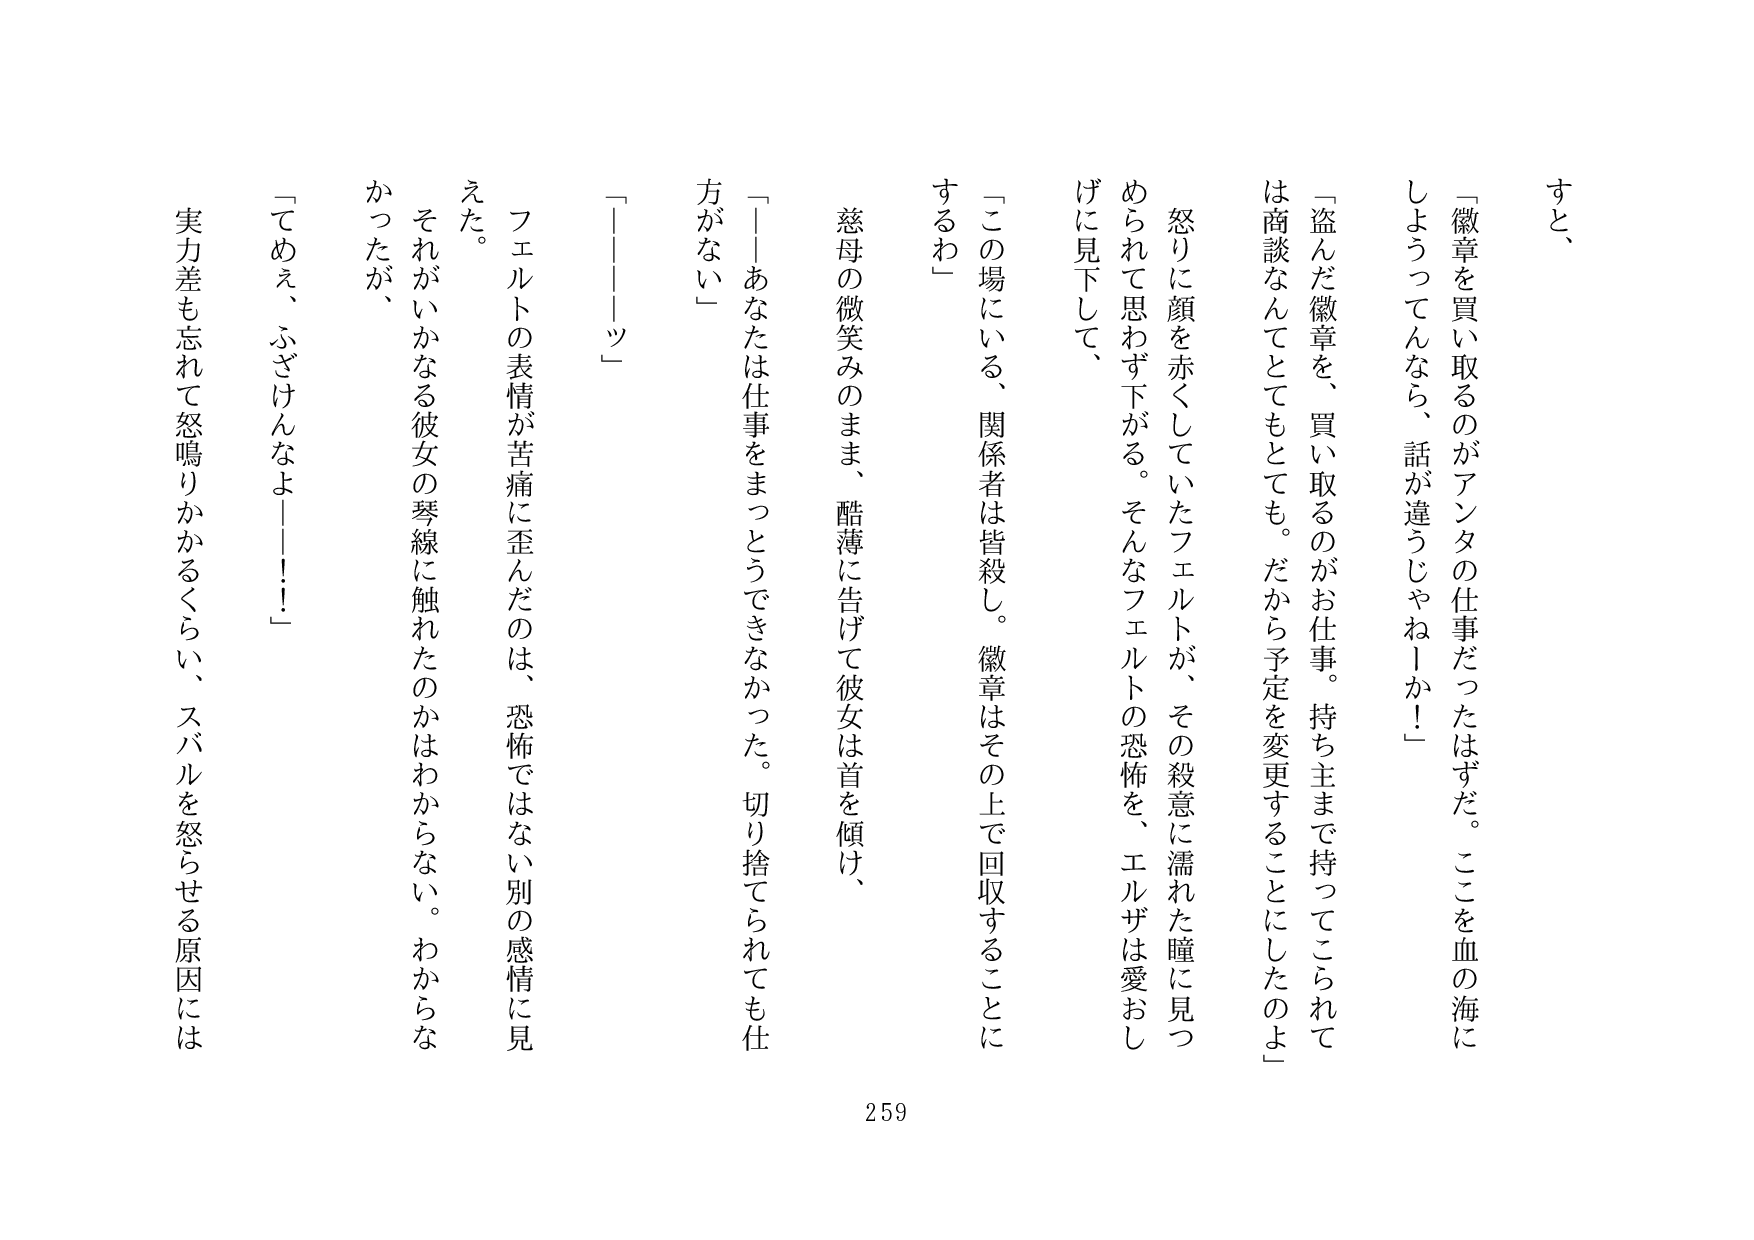 すと、
「徽章を買い取るのがアンタの仕事だったはずだ。ここを血の海に
しようってんなら、話が違うじゃねーか！」
「盗んだ徽章を、買い取るのがお仕事。持ち主まで持ってこられて
は商談なんてとてもとても。だから予定を変更することにしたのよ」
　怒りに顔を赤くしていたフェルトが、その殺意に濡れた瞳に見つ
められて思わず下がる。そんなフェルトの恐怖を、エルザは愛おし
げに見下して、
「この場にいる、関係者は皆殺し。徽章はその上で回収することに
するわ」
　慈母の微笑みのまま、酷薄に告げて彼女は首を傾け、
「――あなたは仕事をまっとうできなかった。切り捨てられても仕
方がない」
「――――ッ」
　フェルトの表情が苦痛に歪んだのは、恐怖ではない別の感情に見
えた。
　それがいかなる彼女の琴線に触れたのかはわからない。わからな
かったが、
「てめぇ、ふざけんなよ――！！」
　実力差も忘れて怒鳴りかかるくらい、スバルを怒らせる原因には
259